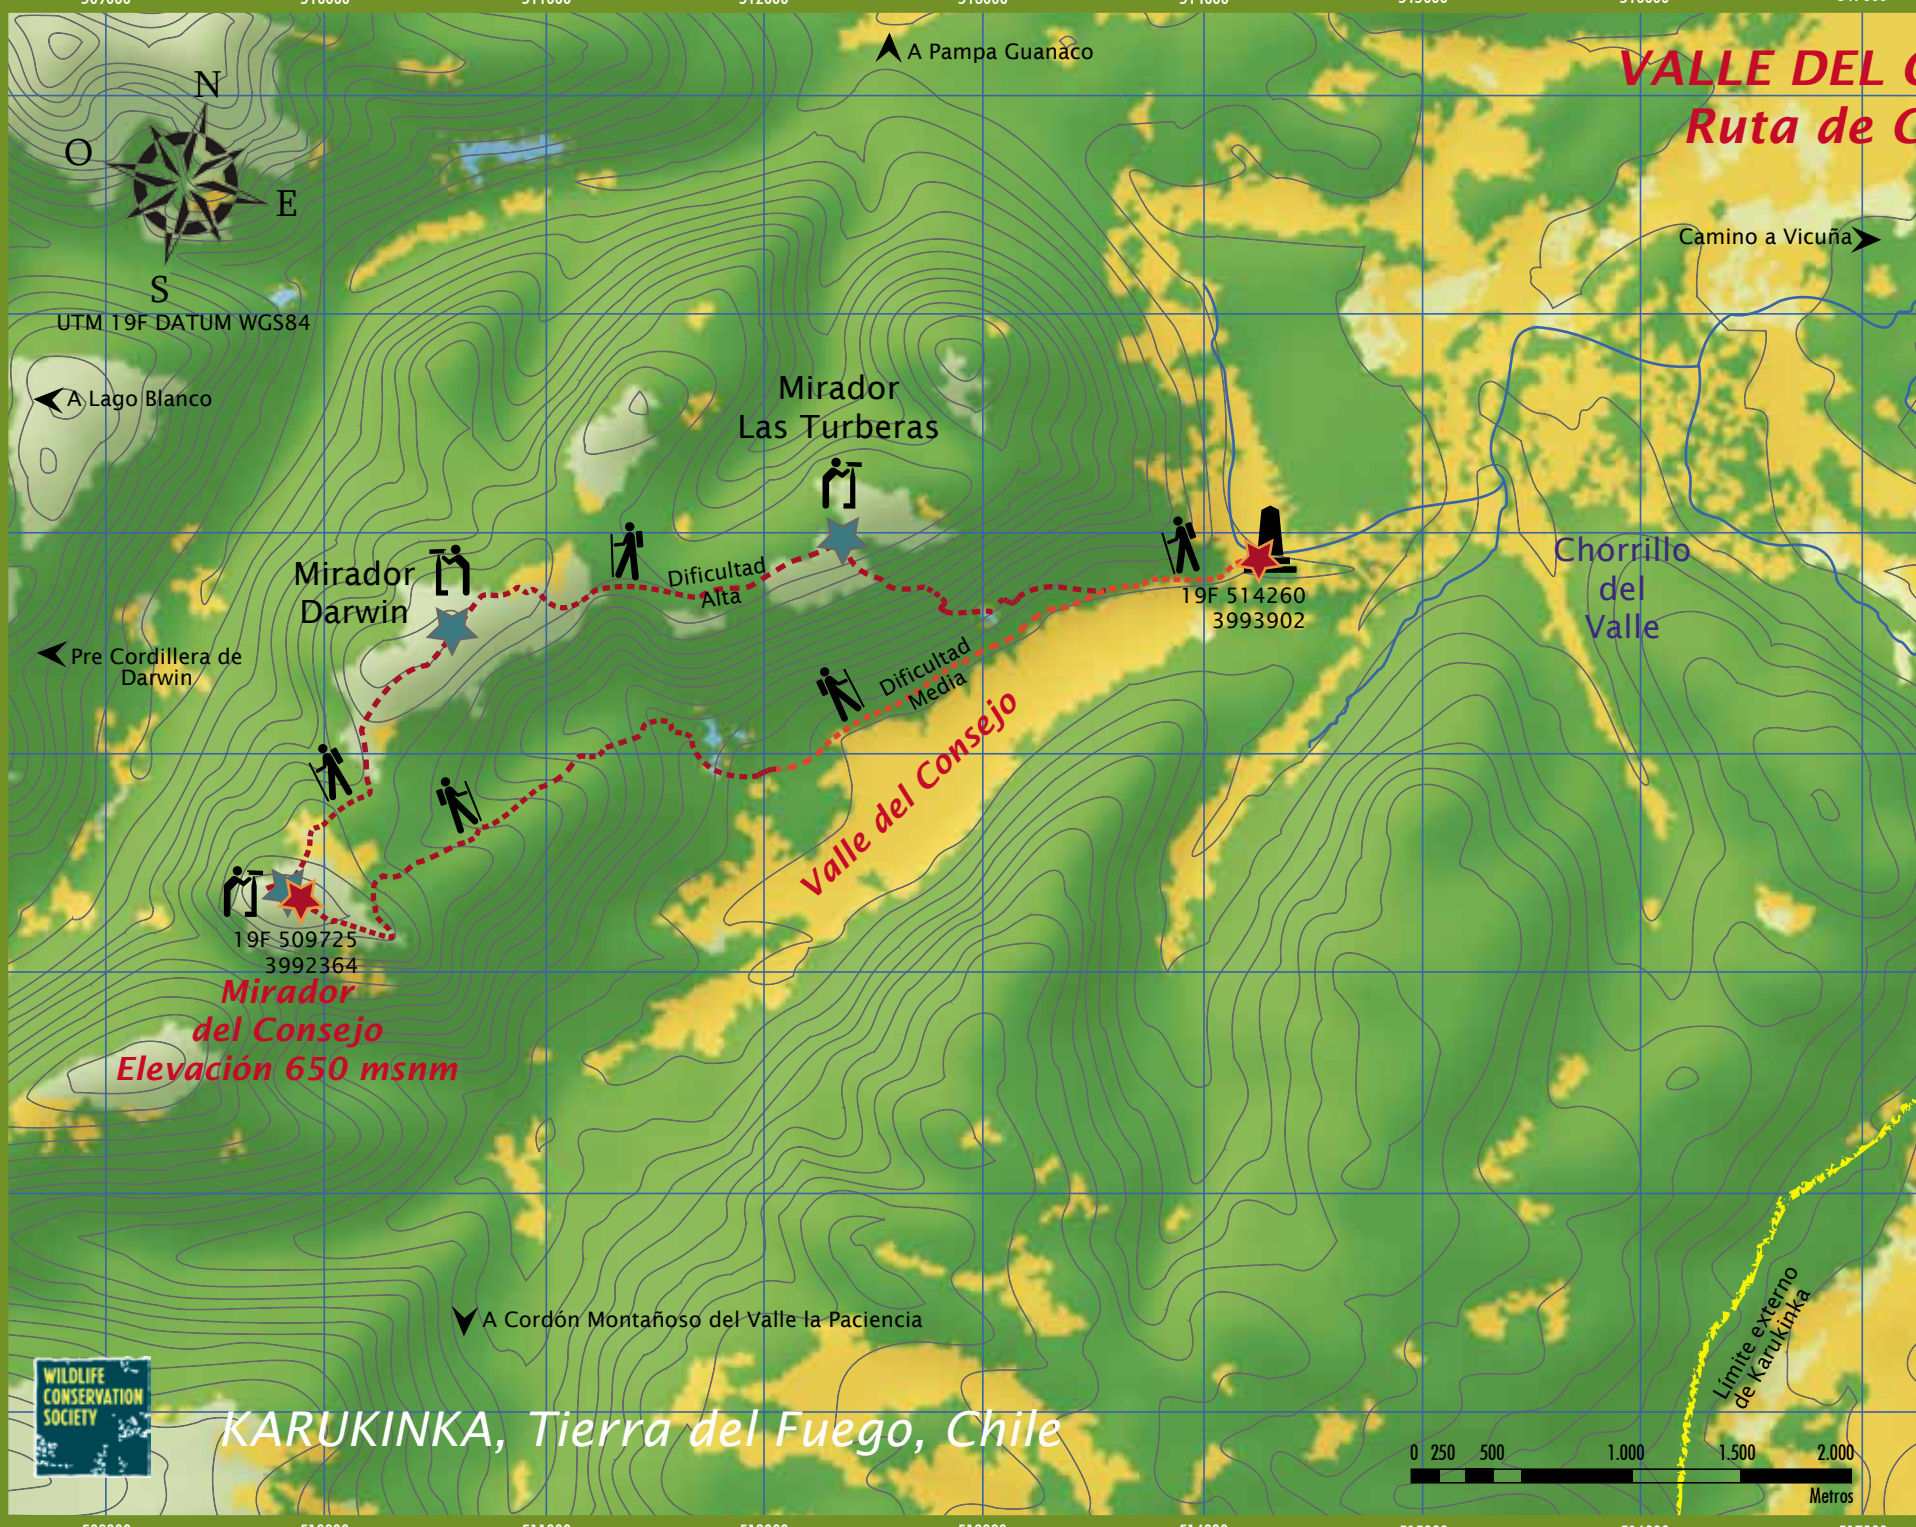 N
O
E
S
UTM 19F DATUM WGS84
A Pampa Guanaco
VALLE DEL
Ruta de
Camino a Vicuña
A Lago Blanco
Mirador
Las Turberas
Mirador
Darwin
Dificultad
Alta
19F 514260
3993902
Chorrillo
del
Valle
Pre Cordillera de
Darwin
Dificultad
Media
Valle del Consejo
19F 509725
3992364
Mirador
del Consejo
Elevación 650 msnm
A Cordón Montañoso del Valle la Paciencia
Límite externo
de Karukinka
WILDLIFE
CONSERVATION
SOCIETY
KARUKINKA, Tierra del Fuego, Chile
0 250 500 1.000 1.500 2.000
Metros